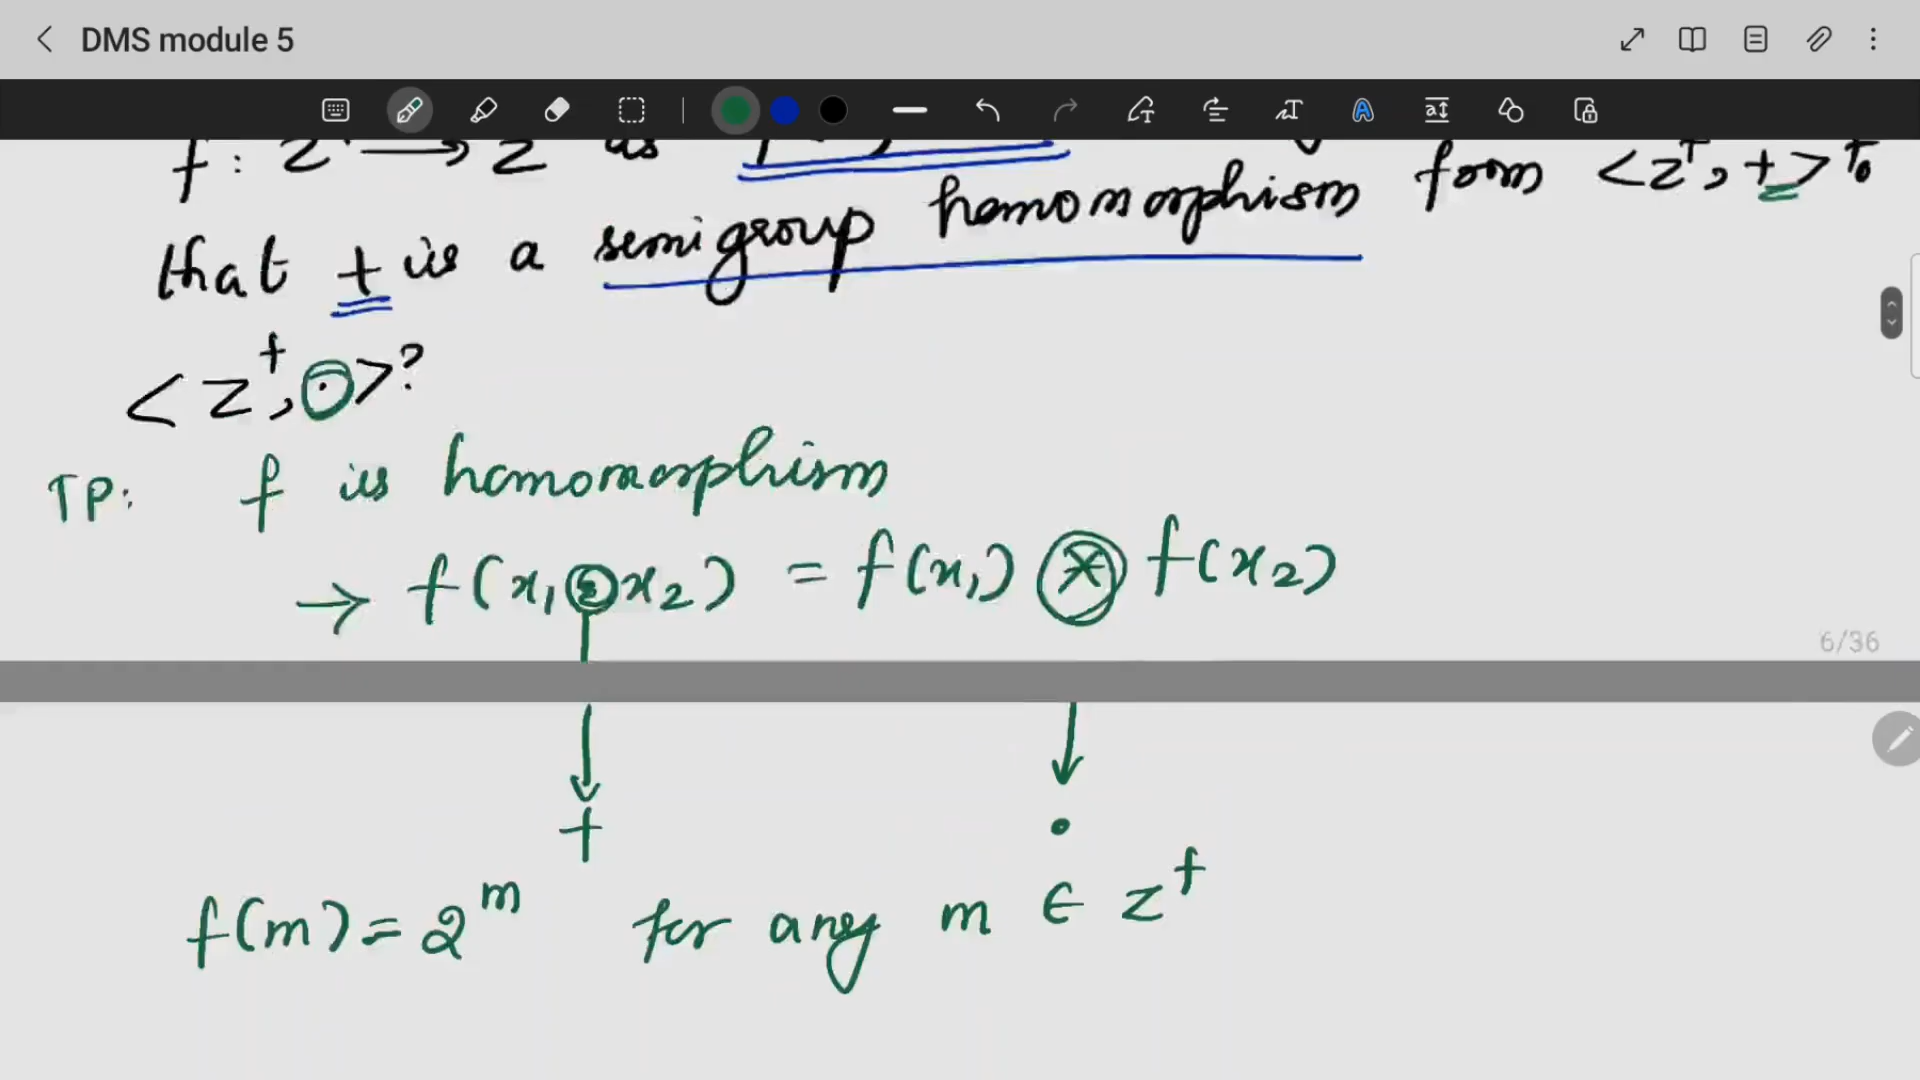 DMS module 5
f: Z → Z as
that + is a semigroup homomorphism form <Z⁺, +> to
<Z⁺, ·>?
TP: f is homomorphism
→ f(x₁ x₂) = f(x₁) * f(x₂)
6/36
+ ·
f(m) = 2ᵐ for any m ∈ Z⁺